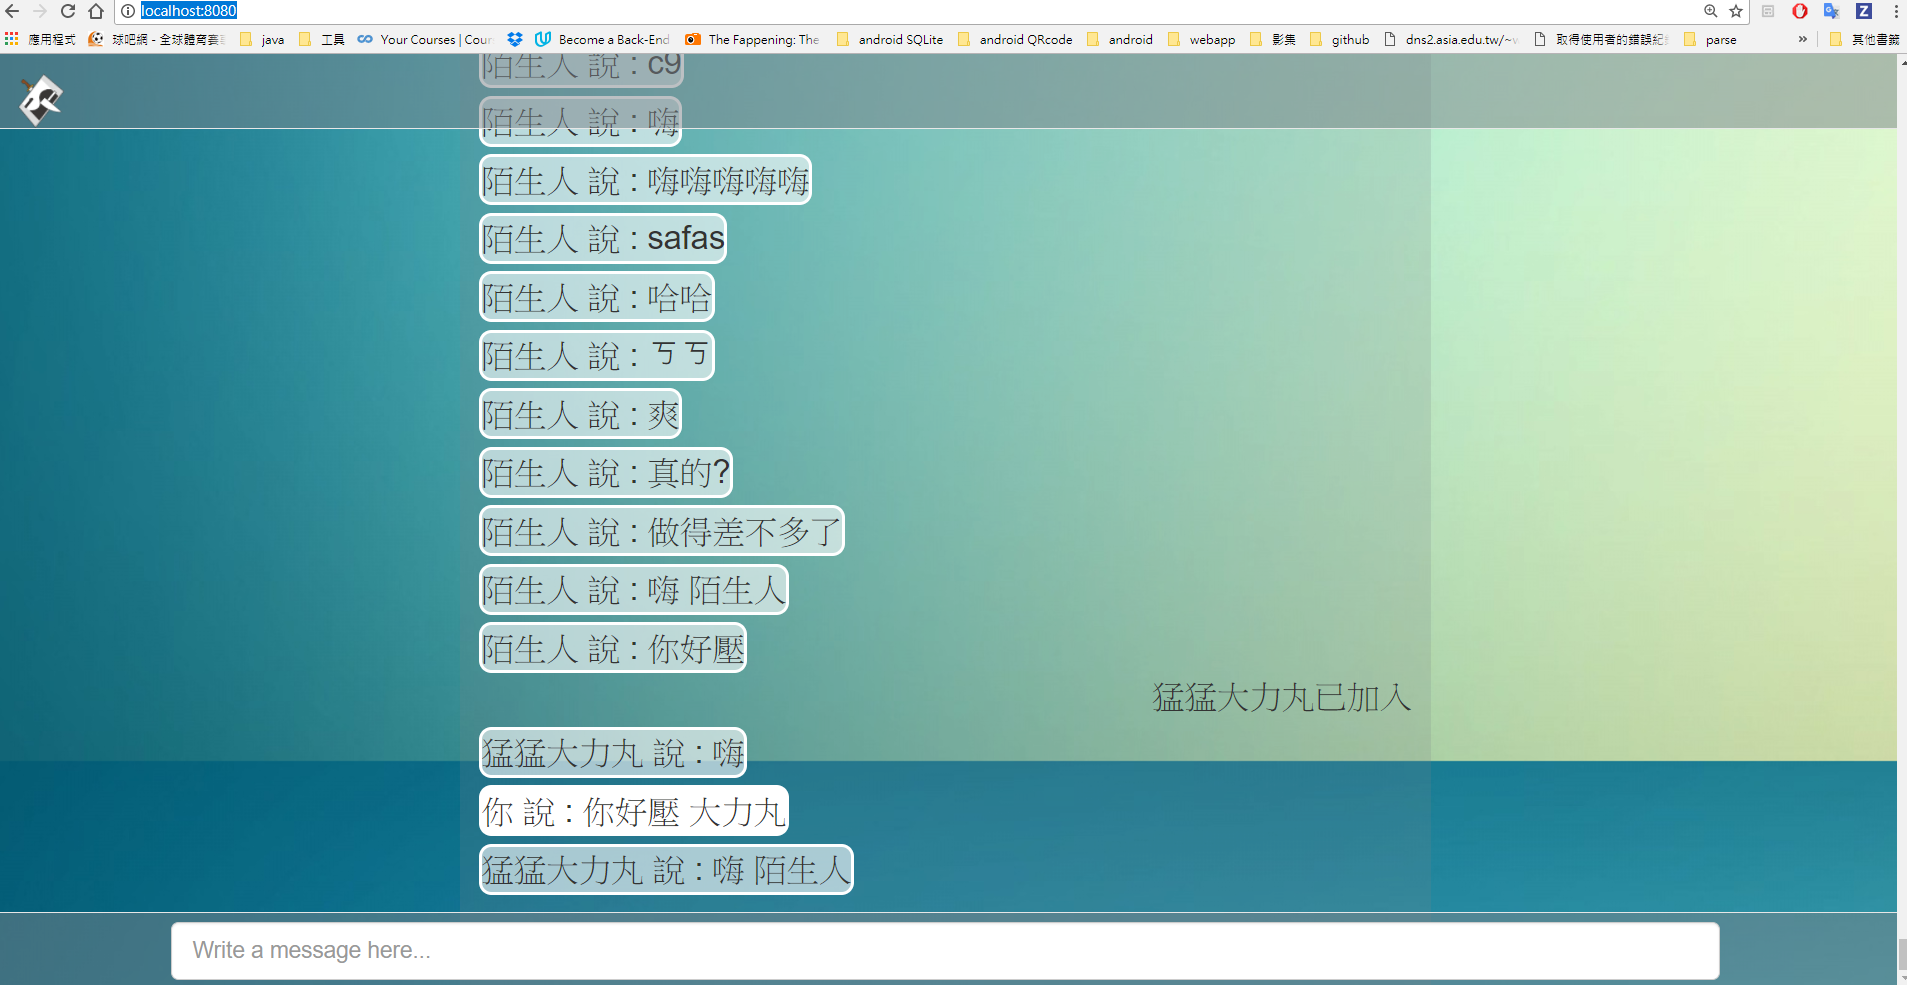 localhost:8080
應用程式 球吧網 - 全球體育賽 java 工具 Your Courses | Cour Become a Back-End The Fappening: The android SQLite android QRcode android webapp 影集 github dns2.asia.edu.tw/~w 取得使用者的錯誤紀 parse » 其他書籤
陌生人 說 : c9
陌生人 說 : 嗨
陌生人 說 : 嗨嗨嗨嗨嗨
陌生人 說 : safas
陌生人 說 : 哈哈
陌生人 說 : ㄎㄎ
陌生人 說 : 爽
陌生人 說 : 真的?
陌生人 說 : 做得差不多了
陌生人 說 : 嗨 陌生人
陌生人 說 : 你好壓
猛猛大力丸已加入
猛猛大力丸 說 : 嗨
你 說 : 你好壓 大力丸
猛猛大力丸 說 : 嗨 陌生人
Write a message here...